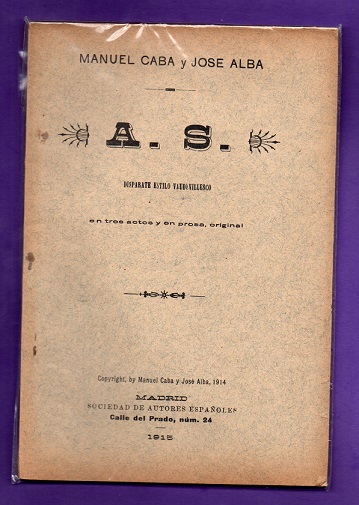 MANUEL CABA y JOSE ALBA
A. S.
DISPARATE ESTILO VAUDEVILLESCO
en tres actos y en prosa, original
Copyright, by Manuel Caba y José Alba, 1914
MADRID
SOCIEDAD DE AUTORES ESPAÑOLES
Calle del Prado, núm. 24
1915